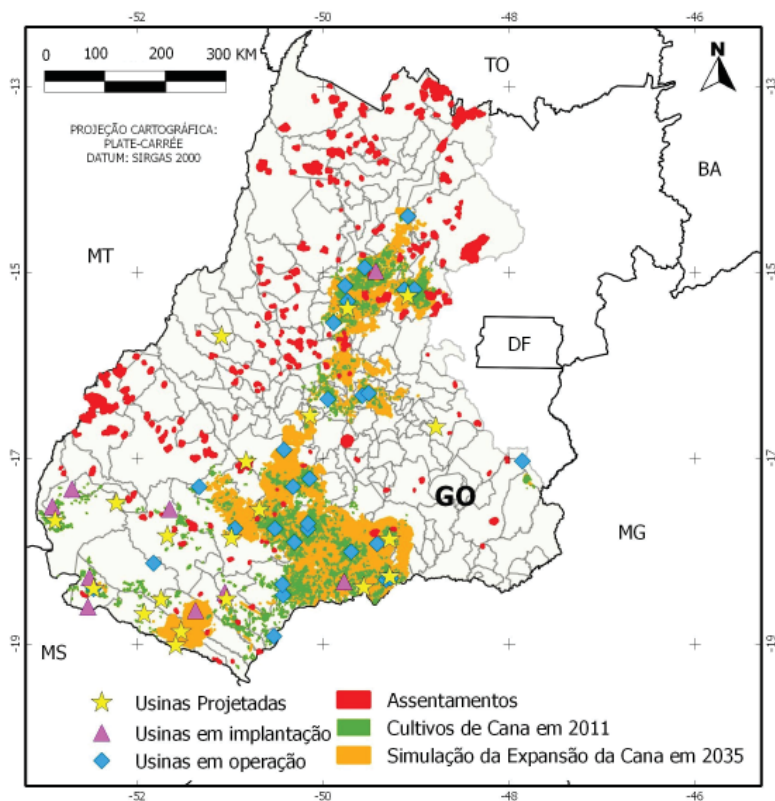 -52 -50 -48 -46
0 100 200 300 KM
N
TO
-13 -13
PROJEÇÃO CARTOGRÁFICA:
PLATE-CARRÉE
DATUM: SIRGAS 2000
BA
MT
-15 -15
DF
-17 -17
GO
MG
-19 -19
MS
Usinas Projetadas
Usinas em implantação
Usinas em operação
Assentamentos
Cultivos de Cana em 2011
Simulação da Expansão da Cana em 2035
-52 -50 -48 -46